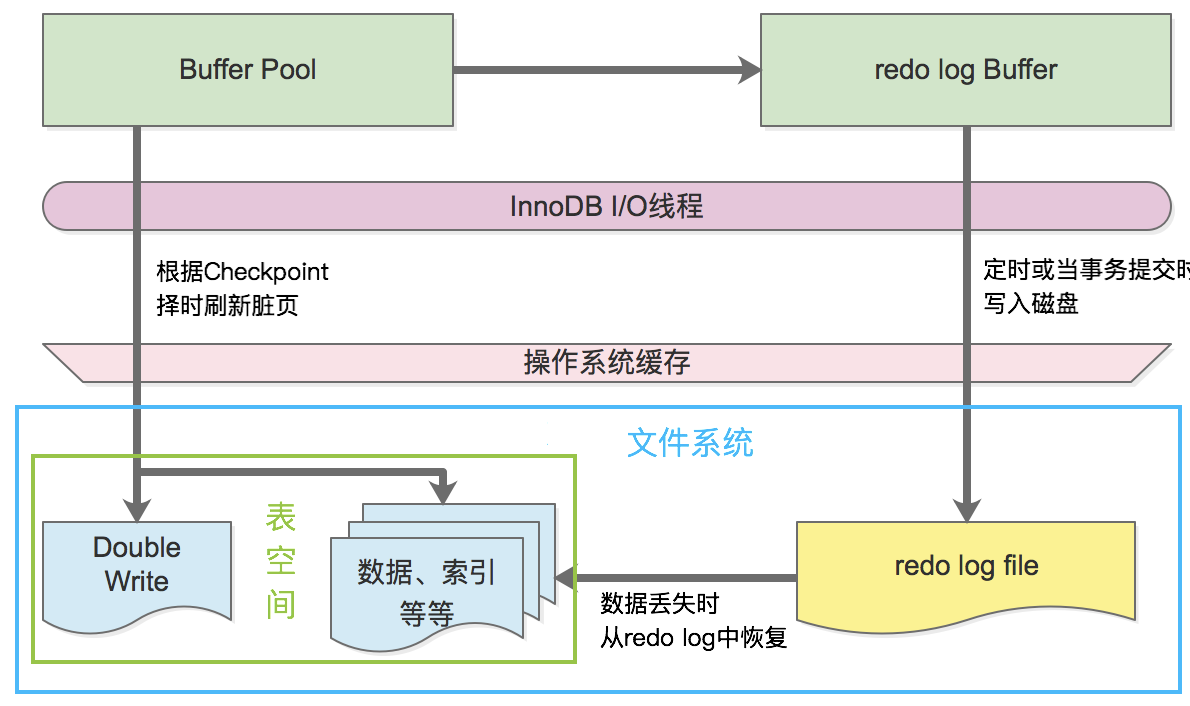 Buffer Pool
redo log Buffer
InnoDB I/O线程
根据Checkpoint
择时刷新脏页
定时或当事务提交时
写入磁盘
操作系统缓存
文件系统
表
空
间
Double
Write
数据、索引
等等
redo log file
数据丢失时
从redo log中恢复